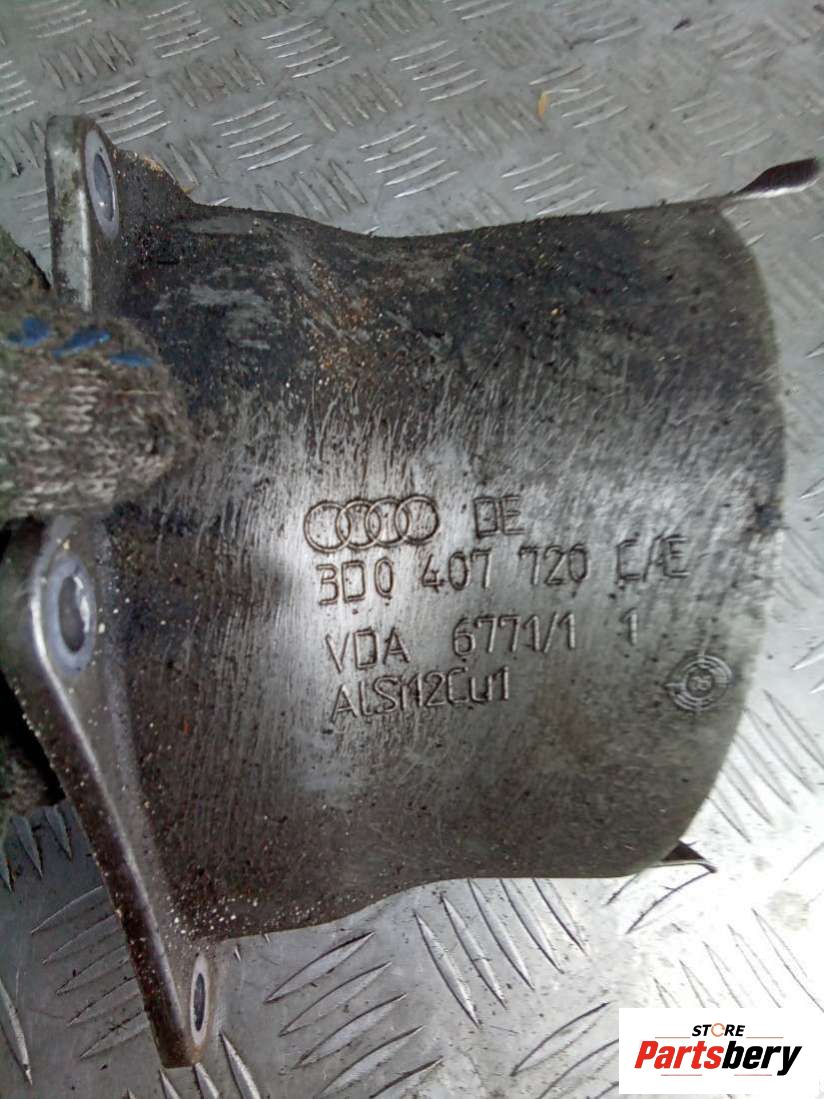 DE
3D0 407 720 C/E
VDA 6771/1 1
AlSi12Cu1
STORE
Partsbery